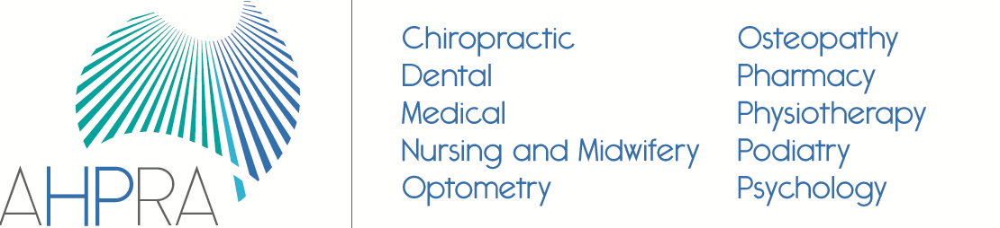 AHPRA
Chiropractic
Dental
Medical
Nursing and Midwifery
Optometry
Osteopathy
Pharmacy
Physiotherapy
Podiatry
Psychology